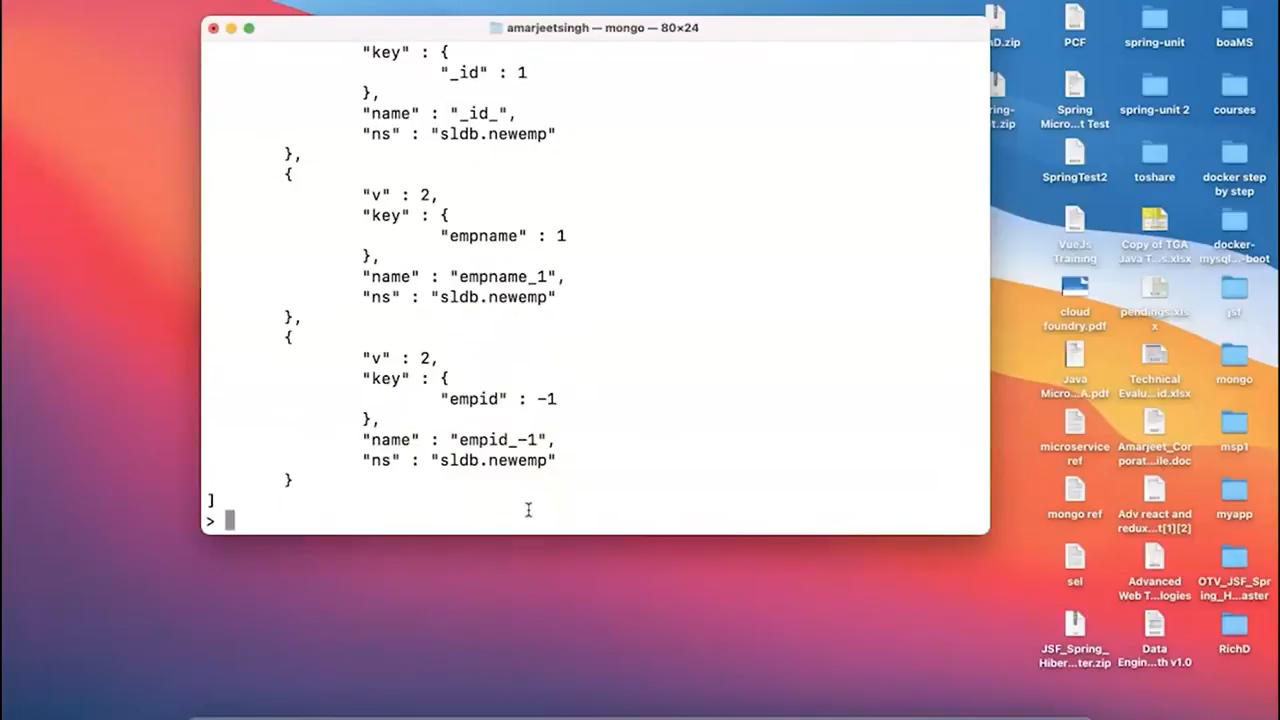 amarjeetsingh — mongo — 80×24
"key" : {
"_id" : 1
},
"name" : "_id_",
"ns" : "sldb.newemp"
},
{
"v" : 2,
"key" : {
"empname" : 1
},
"name" : "empname_1",
"ns" : "sldb.newemp"
},
{
"v" : 2,
"key" : {
"empid" : -1
},
"name" : "empid_-1",
"ns" : "sldb.newemp"
}
]
>
D.zip
PCF
spring-unit
boaMS
ring-
t.zip
Spring
Micro...t Test
spring-unit 2
courses
SpringTest2
toshare
docker step
by step
VueJs
Training
Copy of TGA
Java T...s.xlsx
docker-
mysql...-boot
cloud
foundry.pdf
pendings.xls
x
jsf
Java
Micro...A.pdf
Technical
Evalu...id.xlsx
mongo
microservice
ref
Amarjeet_Cor
porat...ile.doc
msp1
mongo ref
Adv react and
redux...t[1][2]
myapp
sel
Advanced
Web T...logies
OTV_JSF_Spr
ing_H...aster
JSF_Spring_
Hiber...ter.zip
Data
Engin...th v1.0
RichD